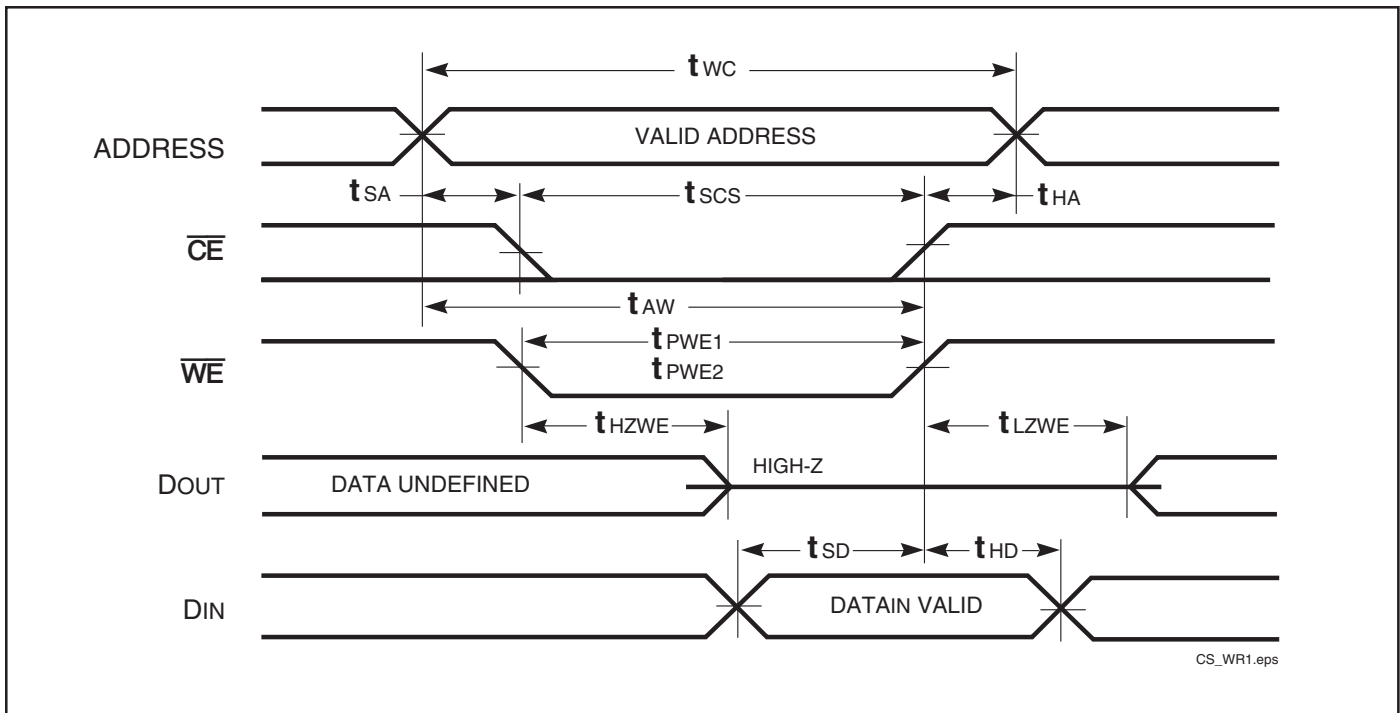 tWC
ADDRESS
VALID ADDRESS
tSA
tSCS
tHA
CE
tAW
tPWE1
WE
tPWE2
tHZWE
tLZWE
DOUT
DATA UNDEFINED
HIGH-Z
tSD
tHD
DIN
DATAIN VALID
CS_WR1.eps